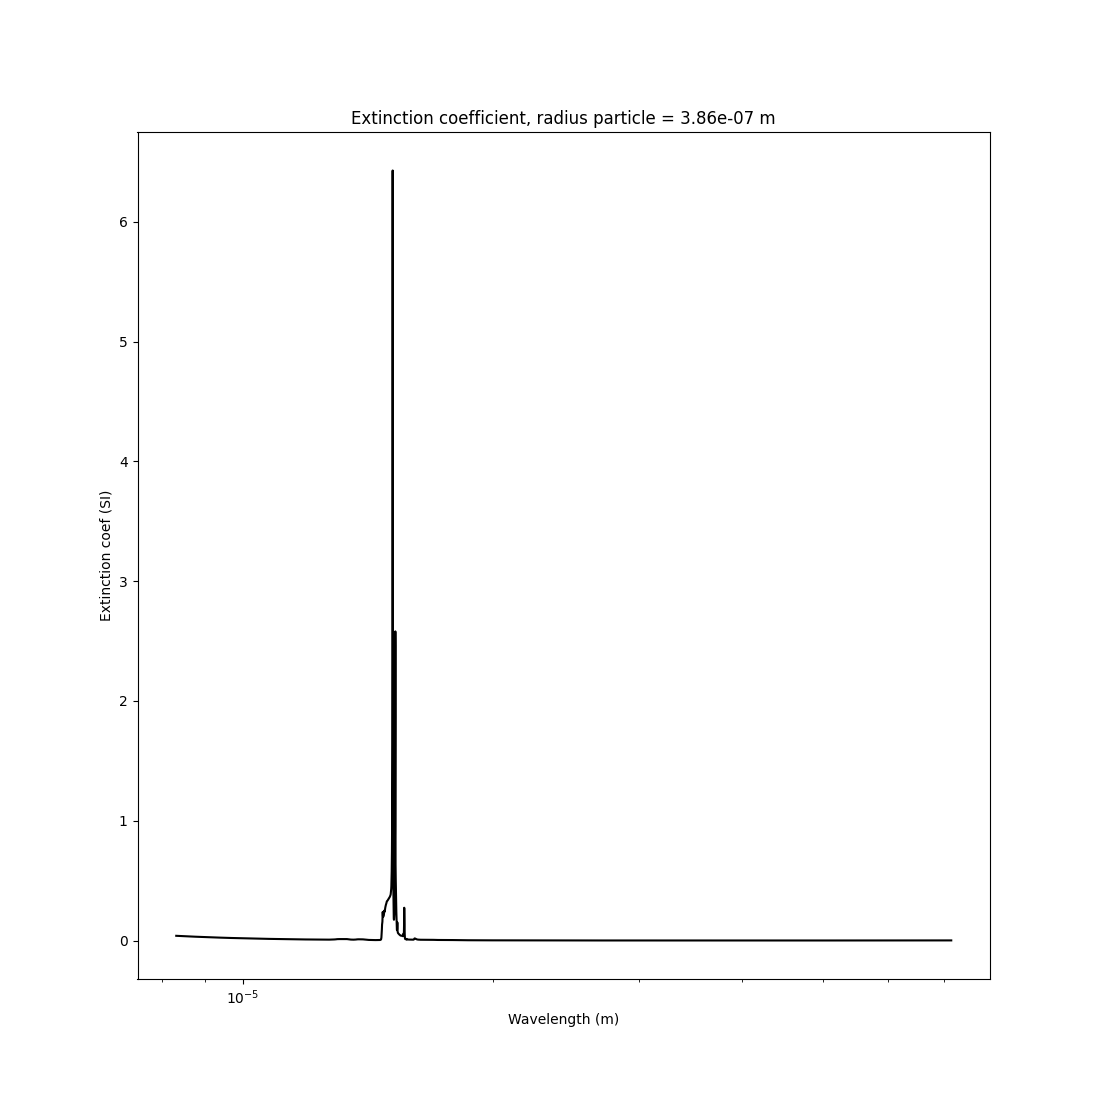 Extinction coefficient, radius particle = 3.86e-07 m
6
5
4
3
2
1
0
Extinction coef (SI)
10⁻⁵
Wavelength (m)